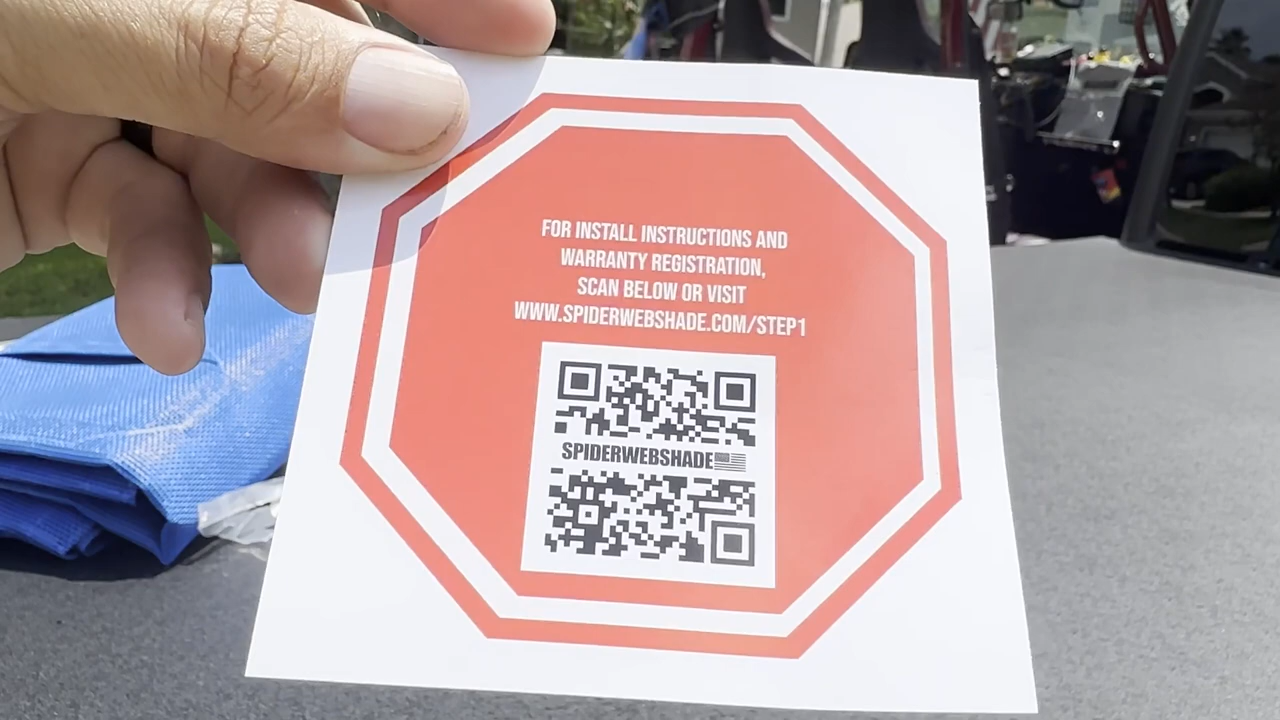 FOR INSTALL INSTRUCTIONS AND
WARRANTY REGISTRATION,
SCAN BELOW OR VISIT
WWW.SPIDERWEBSHADE.COM/STEP1
SPIDERWEBSHADE